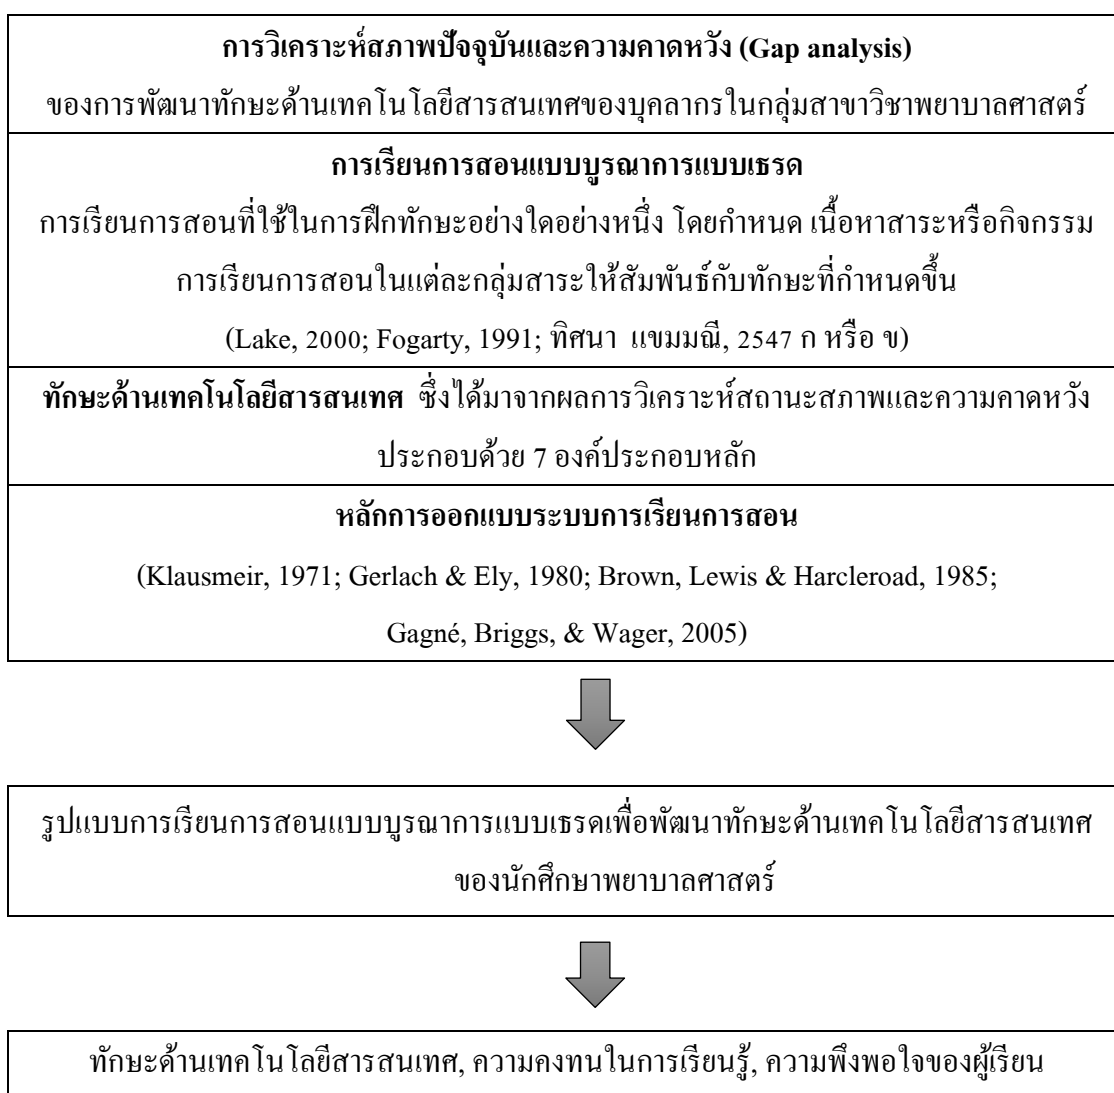 การวิเคราะห์สภาพปัจจุบันและความคาดหวัง (Gap analysis)
ของการพัฒนาทักษะด้านเทคโนโลยีสารสนเทศของบุคลากรในกลุ่มสาขาวิชาพยาบาลศาสตร์
การเรียนการสอนแบบบูรณาการแบบเธรด
การเรียนการสอนที่ใช้ในการฝึกทักษะอย่างใดอย่างหนึ่ง โดยกำหนด เนื้อหาสาระหรือกิจกรรม
การเรียนการสอนในแต่ละกลุ่มสาระให้สัมพันธ์กับทักษะที่กำหนดขึ้น
(Lake, 2000; Fogarty, 1991; ทิศนา แขมมณี, 2547 ก หรือ ข)
ทักษะด้านเทคโนโลยีสารสนเทศ ซึ่งได้มาจากผลการวิเคราะห์สถานะสภาพและความคาดหวัง
ประกอบด้วย 7 องค์ประกอบหลัก
หลักการออกแบบระบบการเรียนการสอน
(Klausmeir, 1971; Gerlach & Ely, 1980; Brown, Lewis & Harcleroad, 1985;
Gagné, Briggs, & Wager, 2005)
รูปแบบการเรียนการสอนแบบบูรณาการแบบเธรดเพื่อพัฒนาทักษะด้านเทคโนโลยีสารสนเทศ
ของนักศึกษาพยาบาลศาสตร์
ทักษะด้านเทคโนโลยีสารสนเทศ, ความคงทนในการเรียนรู้, ความพึงพอใจของผู้เรียน